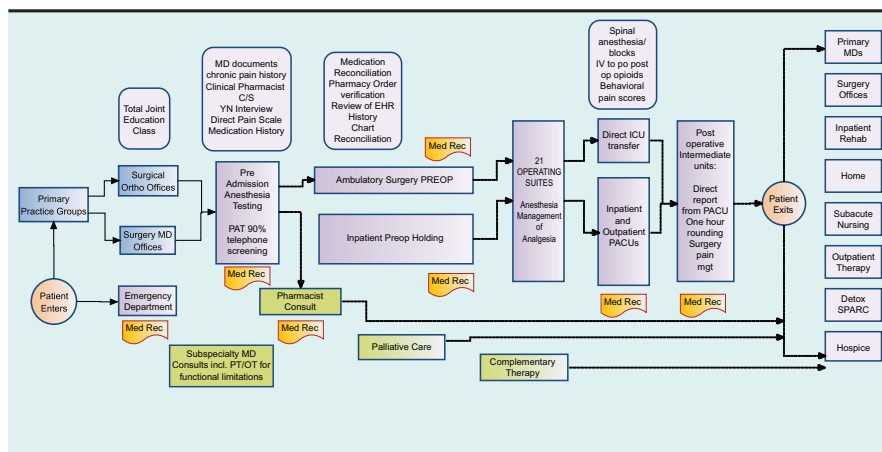 Total Joint
Education
Class
MD documents
chronic pain history
Clinical Pharmacist
C/S
YN Interview
Direct Pain Scale
Medication History
Medication
Reconciliation
Pharmacy Order
verification
Review of EHR
History
Chart
Reconciliation
Spinal
anesthesia/
blocks
IV to po post
op opioids
Behavioral
pain scores
Primary
Practice Groups
Surgical
Ortho Offices
Surgery MD
Offices
Patient
Enters
Emergency
Department
Med Rec
Pre
Admission
Anesthesia
Testing
PAT 90%
telephone
screening
Med Rec
Pharmacist
Consult
Med Rec
Subspecialty MD
Consults incl. PT/OT for
functional limitations
Med Rec
Ambulatory Surgery PREOP
Inpatient Preop Holding
Med Rec
Palliative Care
Complementary
Therapy
21
OPERATING
SUITES
Anesthesia
Management
of
Analgesia
Direct ICU
transfer
Inpatient
and
Outpatient
PACUs
Med Rec
Post
operative
Intermediate
units:
Direct
report
from PACU
One hour
rounding
Surgery
pain
mgt
Med Rec
Patient
Exits
Primary
MDs
Surgery
Offices
Inpatient
Rehab
Home
Subacute
Nursing
Outpatient
Therapy
Detox
SPARC
Hospice